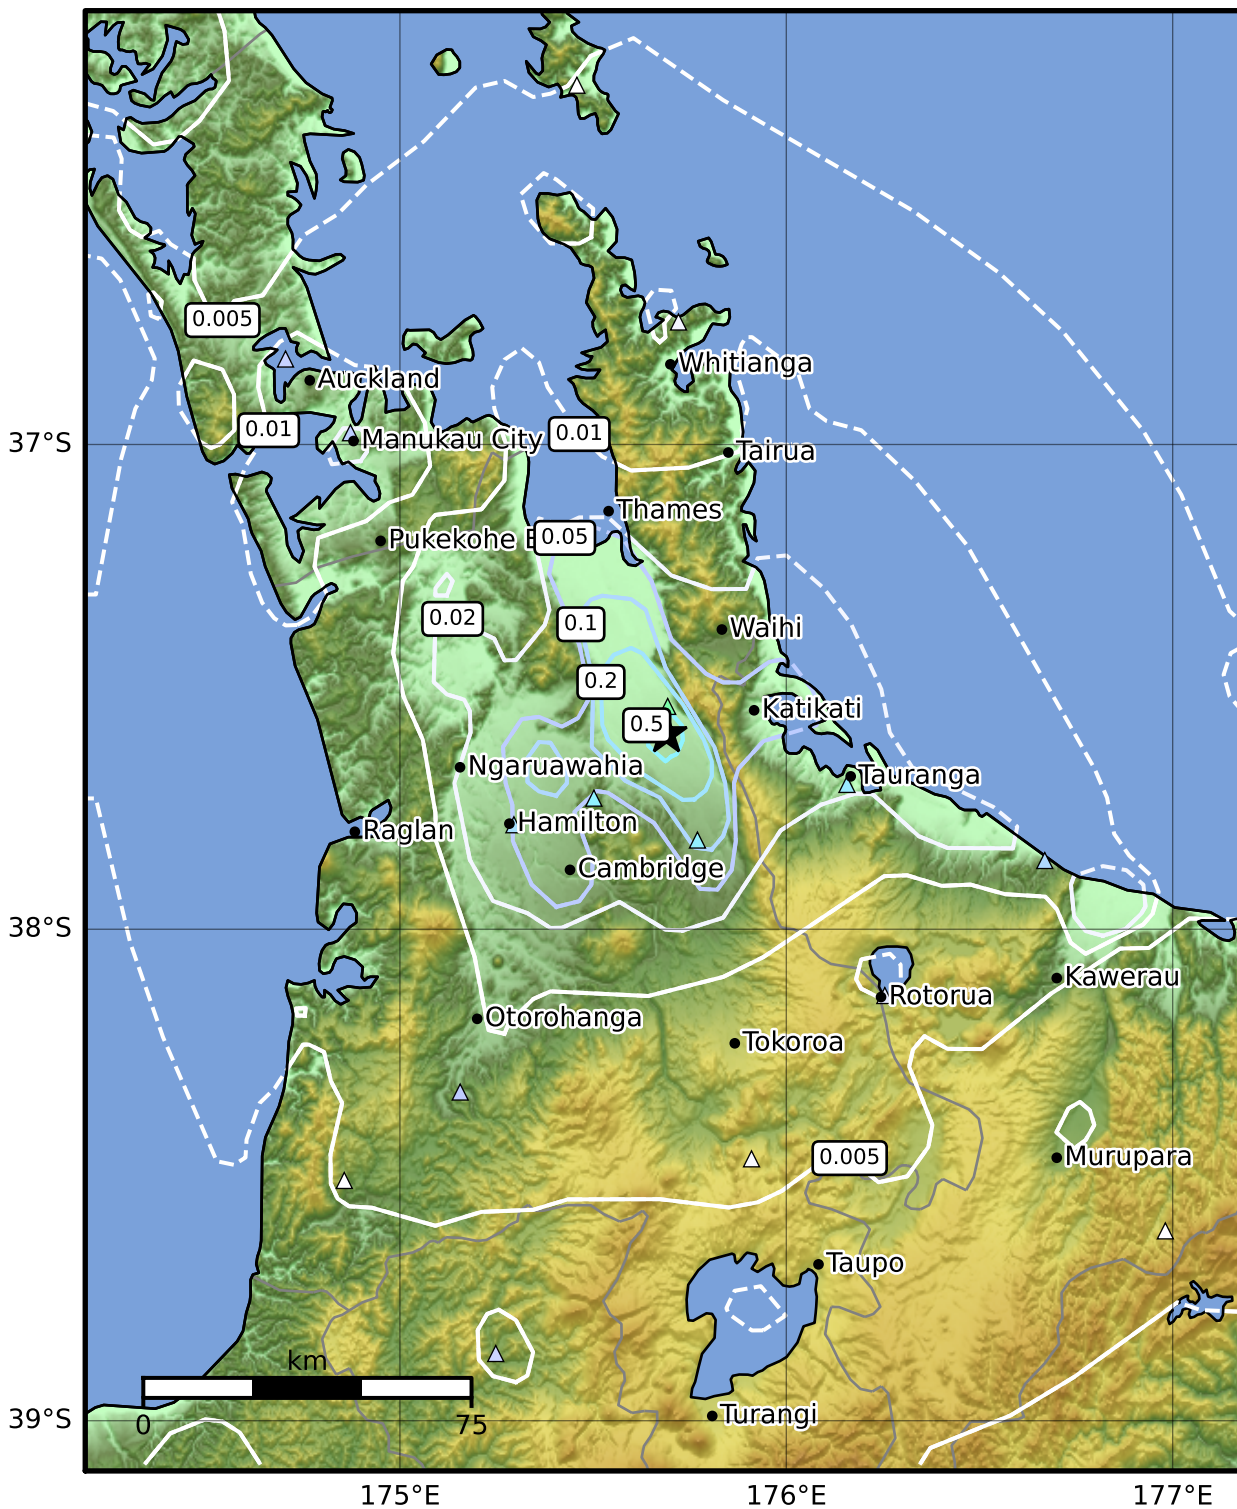 0.005
Whitianga
Auckland
0.01
Manukau City
0.01
37°S
Tairua
Thames
Pukekohe E
0.05
0.02
0.1
Waihi
0.2
Katikati
0.5
Ngaruawahia
Tauranga
Hamilton
Raglan
Cambridge
38°S
Kawerau
Rotorua
Otorohanga
Tokoroa
0.005
Murupara
Taupo
km
0
75
Turangi
39°S
175°E
176°E
177°E